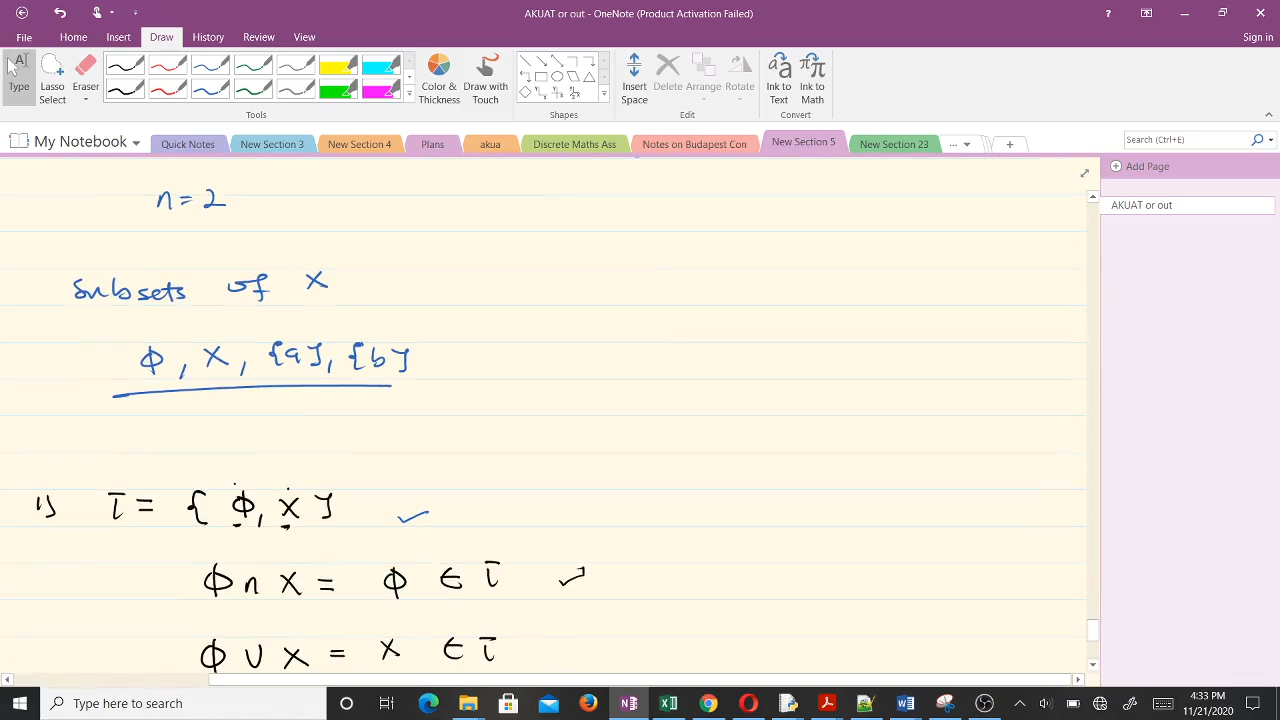 AKUAT or out - OneNote (Product Activation Failed)
? Sign in
File Home Insert Draw History Review View
Type Lasso Select Eraser Color & Thickness Draw with Touch Insert Space Delete Arrange Rotate Ink to Text Ink to Math
Tools Shapes Edit Convert
My Notebook Quick Notes New Section 3 New Section 4 Plans akua Discrete Maths Ass Notes on Budapest Con New Section 5 New Section 23 ... + Search (Ctrl+E)
Add Page
AKUAT or out
n = 2
Subsets of X
ϕ, X, {a}, {b}
τ = { ϕ, X } ✓
ϕ ∩ X = ϕ ∈ τ ✓
ϕ ∪ X = X ∈ τ
Type here to search
4:33 PM
11/21/2020